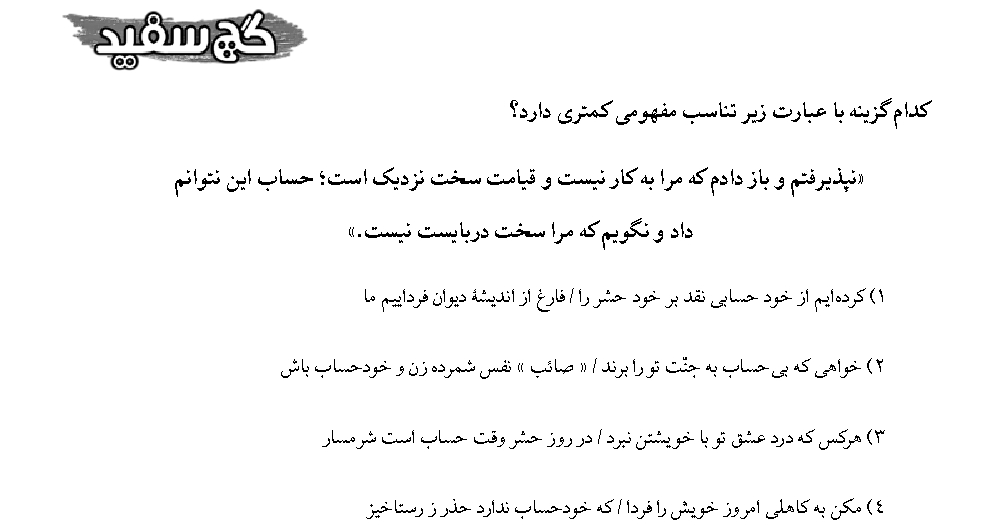 گچ سفید
کدام گزینه با عبارت زیر تناسب مفهومی کمتری دارد؟
«نپذیرفتم و باز دادم که مرا به کار نیست و قیامت سخت نزدیک است؛ حساب این نتوانم
داد و نگویم که مرا سخت دربایست نیست.»
۱) کرده‌ایم از خود حسابی نقد بر خود حشر را / فارغ از اندیشۀ دیوان فرداییم ما
۲) خواهی که بی‌حساب به جنّت تو را برند / « صائب » نفس شمرده زن و خودحساب باش
۳) هرکس که درد عشق تو با خویشتن نبرد / در روز حشر وقت حساب است شرمسار
۴) مکن به کاهلی امروز خویش را فردا / که خودحساب ندارد حذر ز رستاخیز